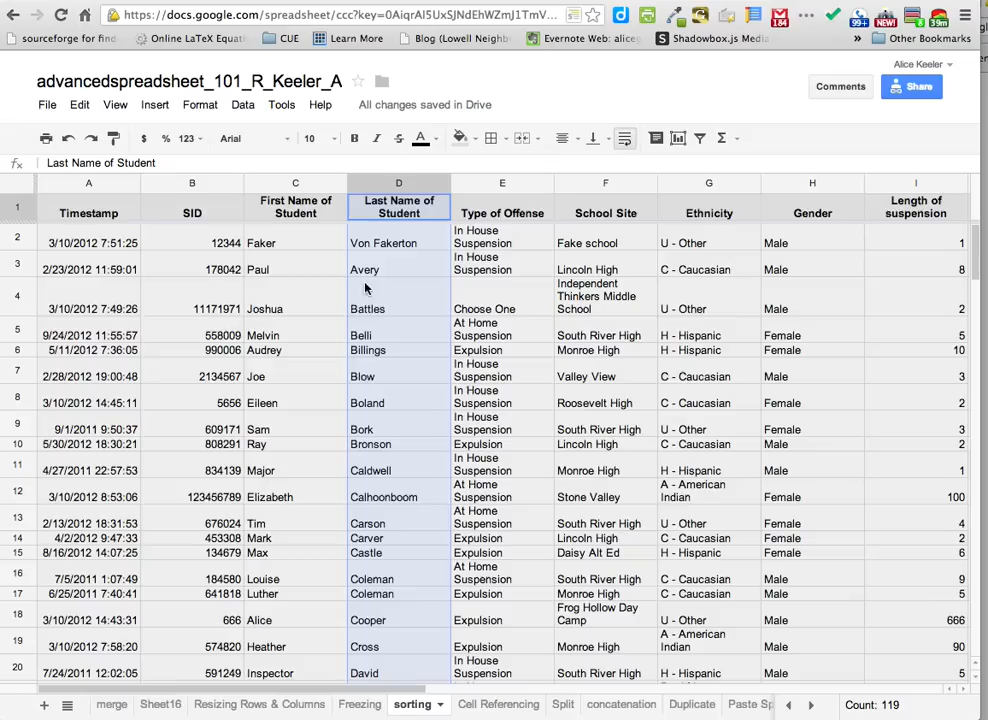 https://docs.google.com/spreadsheet/ccc?key=0AiqrAl5UxSJNdEhWZmJ1TmV...
184 99+ NEW! 39m
sourceforge for find Online LaTeX Equat CUE Learn More Blog (Lowell Neighb Evernote Web: alice Shadowbox.js Media » Other Bookmarks
Alice Keeler
advancedspreadsheet_101_R_Keeler_A
Comments Share
File Edit View Insert Format Data Tools Help All changes saved in Drive
$ % 123 Arial 10 B I S A Σ
fx Last Name of Student
A B C D E F G H I
1 Timestamp SID First Name of Student Last Name of Student Type of Offense School Site Ethnicity Gender Length of suspension
2 3/10/2012 7:51:25 12344 Faker Von Fakerton In House Suspension Fake school U - Other Male 1
3 2/23/2012 11:59:01 178042 Paul Avery In House Suspension Lincoln High C - Caucasian Male 8
4 3/10/2012 7:49:26 11171971 Joshua Battles Choose One Independent Thinkers Middle School U - Other Male 2
5 9/24/2012 11:55:57 558009 Melvin Belli At Home Suspension South River High H - Hispanic Female 5
6 5/11/2012 7:36:05 990006 Audrey Billings Expulsion Monroe High H - Hispanic Female 10
7 2/28/2012 19:00:48 2134567 Joe Blow In House Suspension Valley View C - Caucasian Male 3
8 3/10/2012 14:45:11 5656 Eileen Boland In House Suspension Roosevelt High C - Caucasian Female 2
9 9/1/2011 9:50:37 609171 Sam Bork In House Suspension South River High U - Other Female 3
10 5/30/2012 18:30:21 808291 Ray Bronson Expulsion Lincoln High C - Caucasian Female 2
11 4/27/2011 22:57:53 834139 Major Caldwell In House Suspension Monroe High H - Hispanic Male 1
12 3/10/2012 8:53:06 123456789 Elizabeth Calhoonboom At Home Suspension Stone Valley A - American Indian Female 100
13 2/13/2012 18:31:53 676024 Tim Carson At Home Suspension South River High U - Other Female 4
14 4/2/2012 9:47:33 453308 Mark Carver Expulsion Lincoln High C - Caucasian Female 2
15 8/16/2012 14:07:25 134679 Max Castle Expulsion Daisy Alt Ed H - Hispanic Female 6
16 7/5/2011 1:07:49 184580 Louise Coleman At Home Suspension South River High C - Caucasian Male 9
17 6/25/2011 7:40:41 641818 Luther Coleman Expulsion Monroe High C - Caucasian Male 5
18 3/10/2012 14:43:31 666 Alice Cooper Expulsion Frog Hollow Day Camp U - Other Female 666
19 3/10/2012 7:58:20 574820 Heather Cross Expulsion Monroe High A - American Indian Male 90
20 7/24/2011 12:02:05 591249 Inspector David In House Suspension South River High H - Hispanic Male 5
+ merge Sheet16 Resizing Rows & Columns Freezing sorting Cell Referencing Split concatenation Duplicate Paste Sp Count: 119